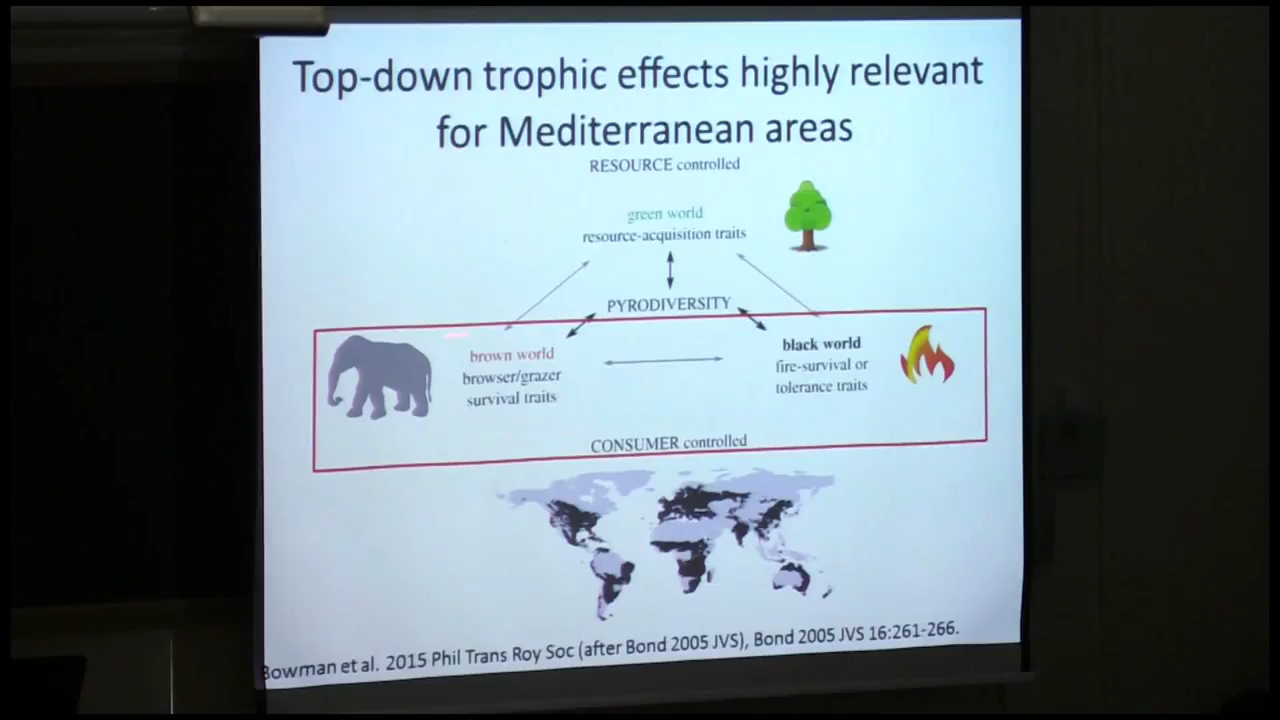 Top-down trophic effects highly relevant
for Mediterranean areas
RESOURCE controlled
green world
resource-acquisition traits
PYRODIVERSITY
brown world
browser/grazer
survival traits
black world
fire-survival or
tolerance traits
CONSUMER controlled
Bowman et al. 2015 Phil Trans Roy Soc (after Bond 2005 JVS), Bond 2005 JVS 16:261-266.